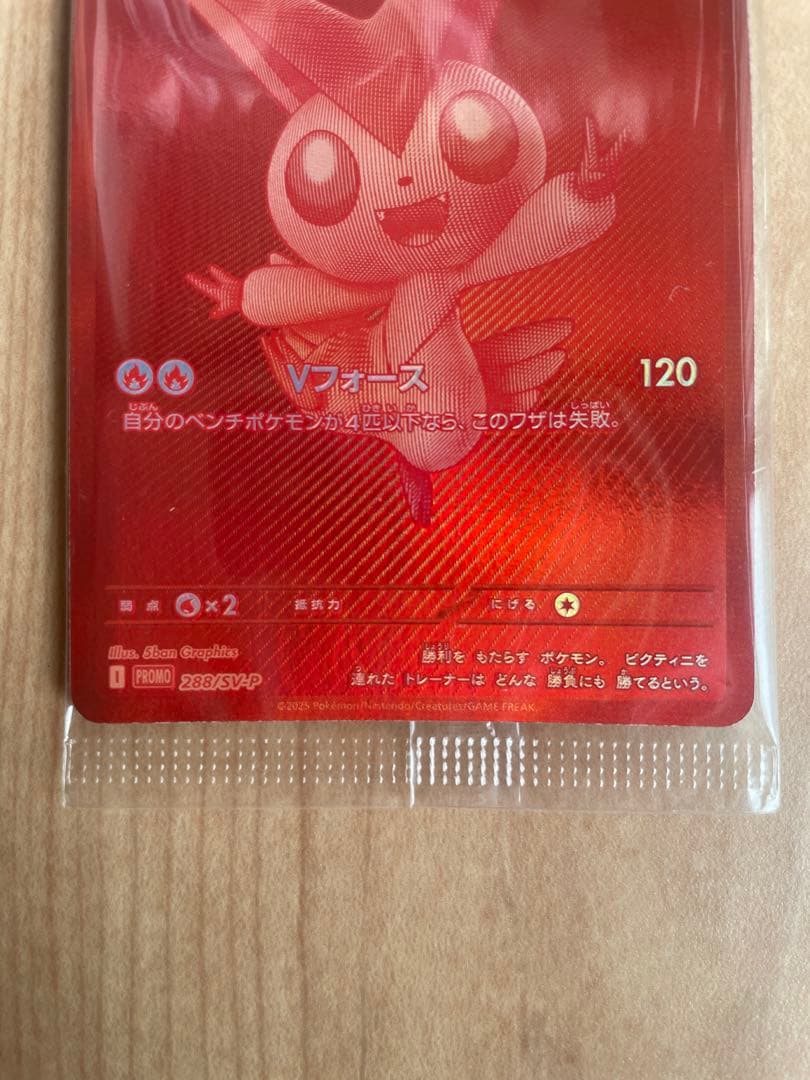 Vフォース 120
自分のベンチポケモンが4匹以下なら、このワザは失敗。
弱点 ×2 抵抗力 にげる
Illus. 5ban Graphics
勝利を もたらす ポケモン。 ビクティニを
I PROMO 288/SV-P 連れた トレーナーは どんな 勝負にも 勝てるという。
©2025 Pokémon/Nintendo/Creatures/GAME FREAK.